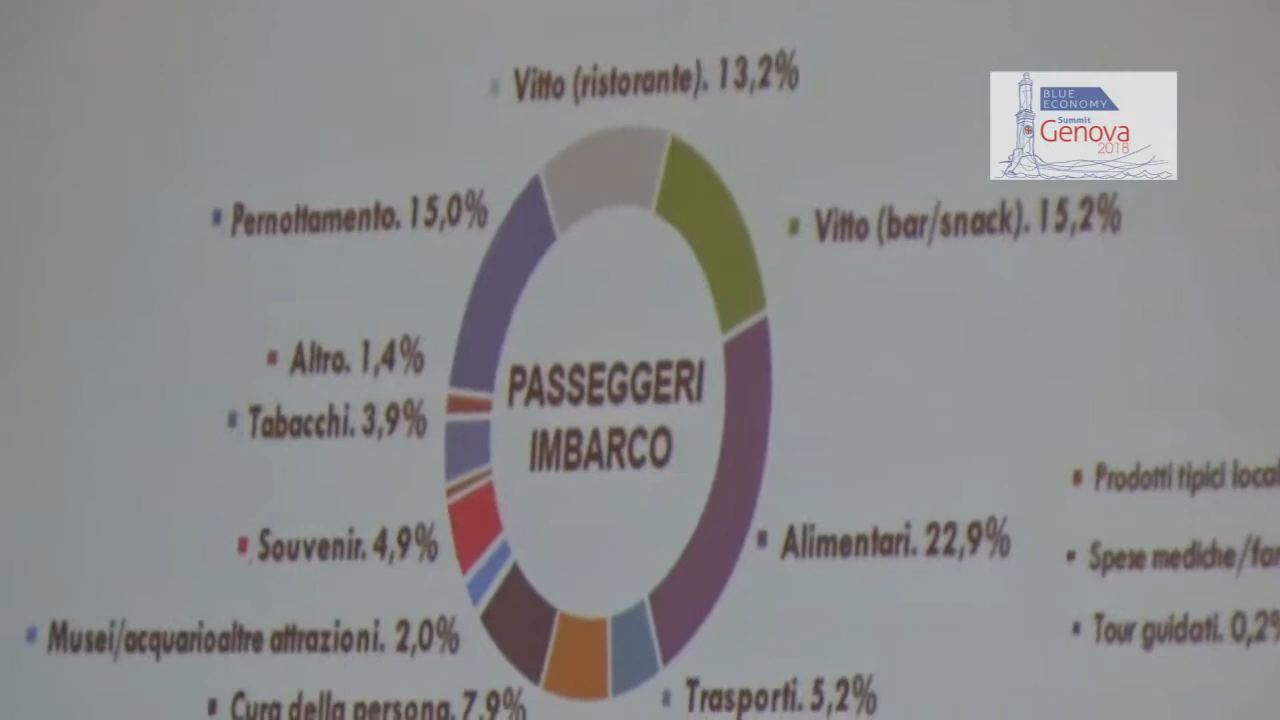 Vitto (ristorante). 13,2%
BLUE
ECONOMY
Summit
Genova
2018
Pernottamento. 15,0%
Vitto (bar/snack). 15,2%
Altro. 1,4%
Tabacchi. 3,9%
PASSEGGERI
IMBARCO
Prodotti tipici
Souvenir. 4,9%
Alimentari. 22,9%
Spese mediche/
Musei/acquarioaltre attrazioni. 2,0%
Tour guidati. 0,2%
Cura della persona. 7,9%
Trasporti. 5,2%